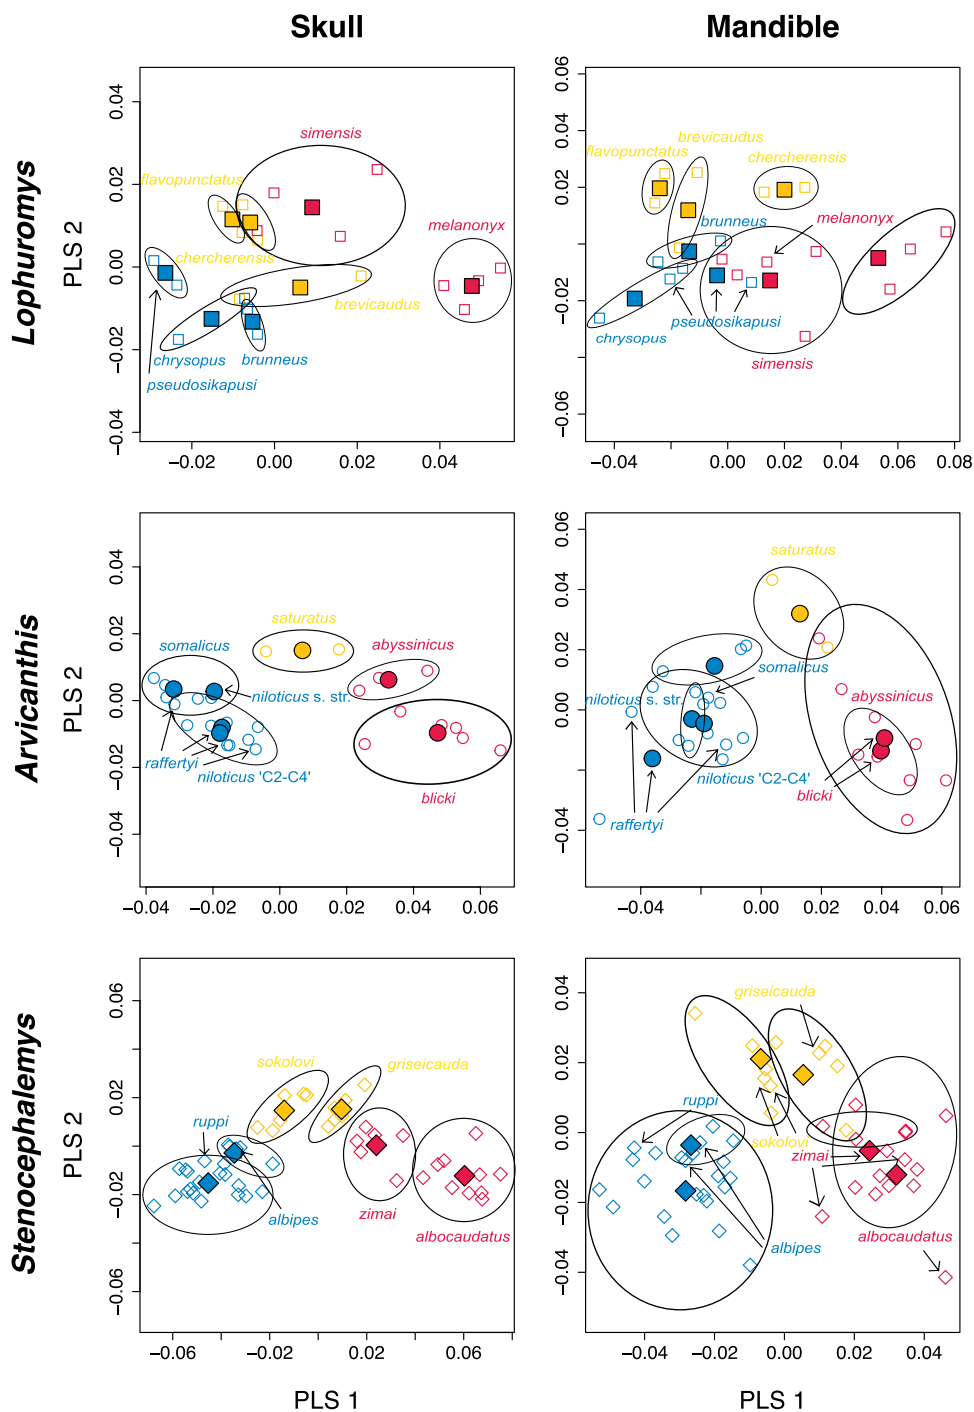 Skull Mandible
Lophuromys
PLS 2
0.04
0.02
0.00
−0.02
−0.04
simensis
flavopunctatus
melanonyx
chercherensis
brevicaudus
chrysopus brunneus
pseudosikapusi
−0.02 0.00 0.02 0.04
0.06
0.02
−0.02
−0.06
brevicaudus
flavopunctatus
chercherensis
brunneus
melanonyx
pseudosikapusi
chrysopus
simensis
−0.04 0.00 0.04 0.08
Arvicanthis
PLS 2
0.04
0.02
0.00
−0.02
−0.04
saturatus
somalicus
abyssinicus
niloticus s. str.
raffertyi
niloticus 'C2-C4'
blicki
−0.04 −0.02 0.00 0.02 0.04 0.06
0.06
0.04
0.02
0.00
−0.02
−0.04
saturatus
somalicus
niloticus s. str.
abyssinicus
niloticus 'C2-C4'
blicki
raffertyi
−0.04 0.00 0.02 0.04 0.06
Stenocephalemys
PLS 2
0.06
0.02
−0.02
−0.06
sokolovi
griseicauda
ruppi
albipes
zimai
albocaudatus
−0.06 −0.02 0.02 0.06
0.04
0.02
0.00
−0.02
−0.04
griseicauda
ruppi
sokolovi
zimai
albipes
albocaudatus
−0.04 −0.02 0.00 0.02 0.04
PLS 1 PLS 1